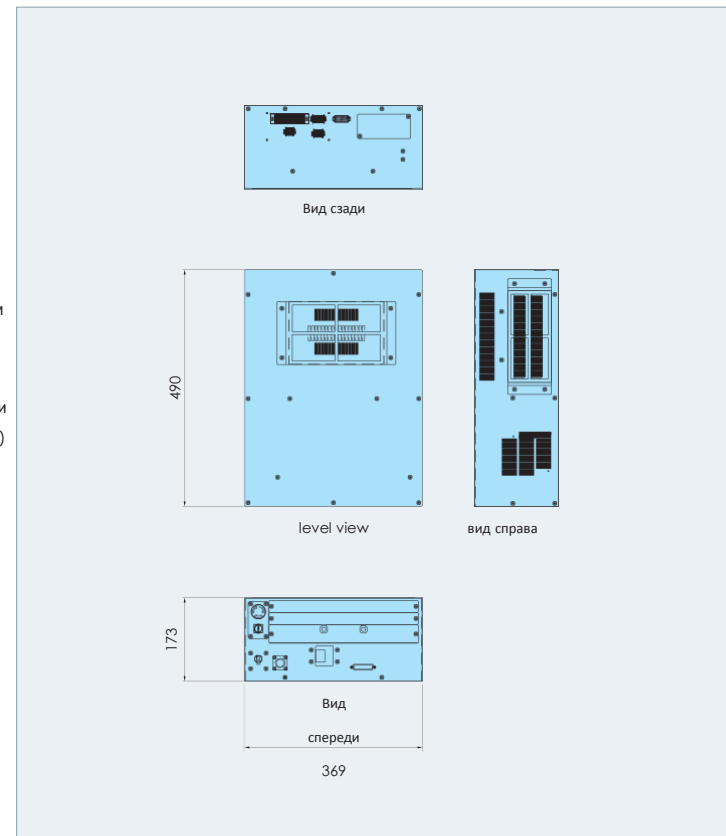 Вид сзади
м
490
и
)
level view
вид справа
173
Вид
спереди
369